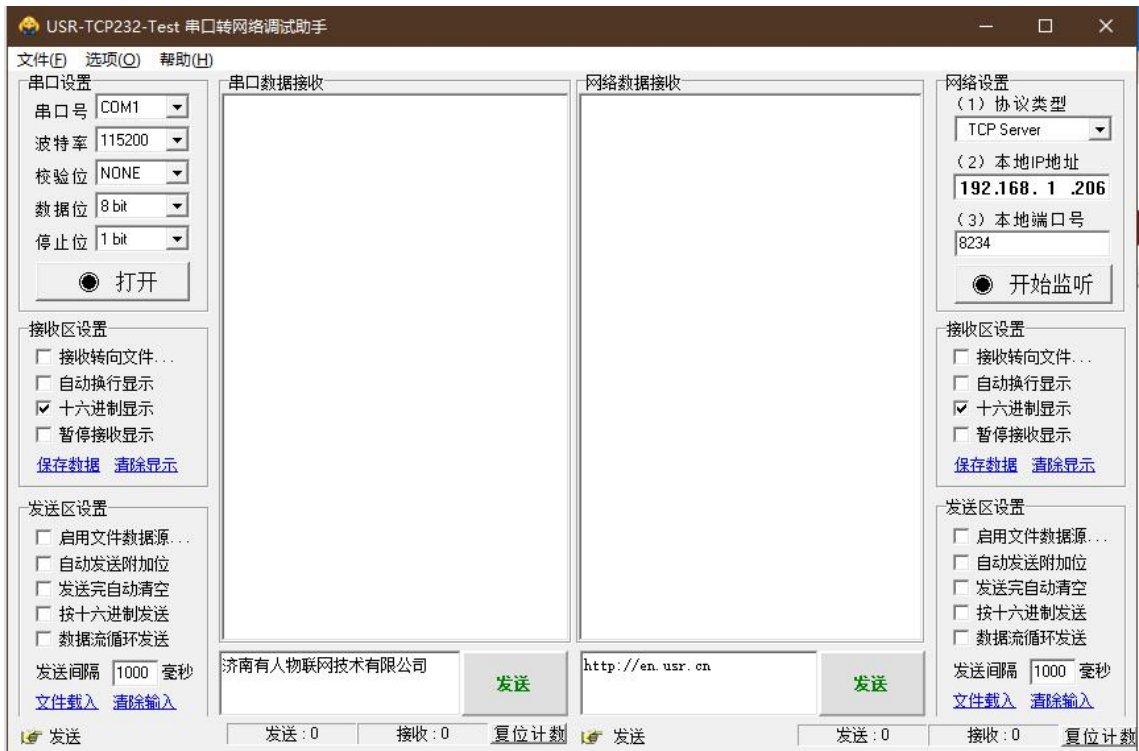 USR-TCP232-Test 串口转网络调试助手
文件(F) 选项(O) 帮助(H)
串口设置
串口号 COM1
波特率 115200
校验位 NONE
数据位 8 bit
停止位 1 bit
打开
接收区设置
接收转向文件...
自动换行显示
十六进制显示
暂停接收显示
保存数据 清除显示
发送区设置
启用文件数据源...
自动发送附加位
发送完自动清空
按十六进制发送
数据流循环发送
发送间隔 1000 毫秒
文件载入 清除输入
串口数据接收
济南有人物联网技术有限公司
发送
网络数据接收
http://en.usr.cn
发送
网络设置
(1) 协议类型
TCP Server
(2) 本地IP地址
192.168. 1 .206
(3) 本地端口号
8234
开始监听
接收区设置
接收转向文件...
自动换行显示
十六进制显示
暂停接收显示
保存数据 清除显示
发送区设置
启用文件数据源...
自动发送附加位
发送完自动清空
按十六进制发送
数据流循环发送
发送间隔 1000 毫秒
文件载入 清除输入
发送 发送:0 接收:0 复位计数 发送 发送:0 接收:0 复位计数